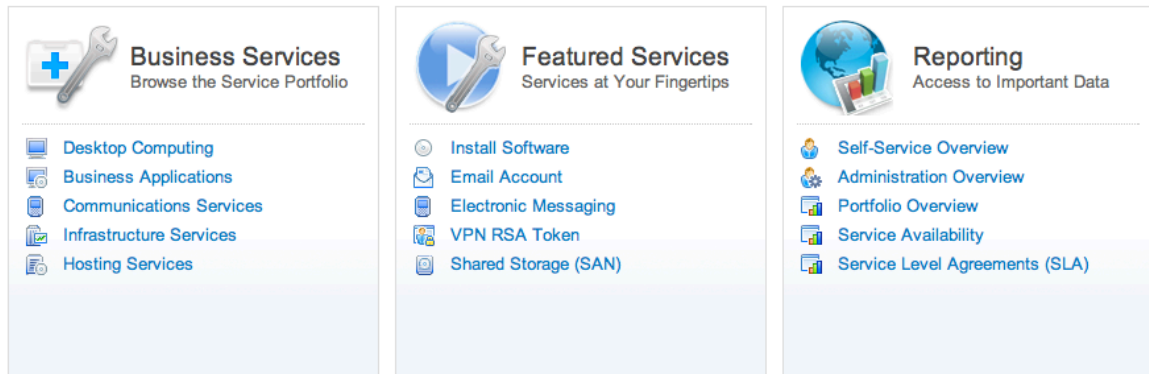 Business Services
Browse the Service Portfolio
Desktop Computing
Business Applications
Communications Services
Infrastructure Services
Hosting Services
Featured Services
Services at Your Fingertips
Install Software
Email Account
Electronic Messaging
VPN RSA Token
Shared Storage (SAN)
Reporting
Access to Important Data
Self-Service Overview
Administration Overview
Portfolio Overview
Service Availability
Service Level Agreements (SLA)